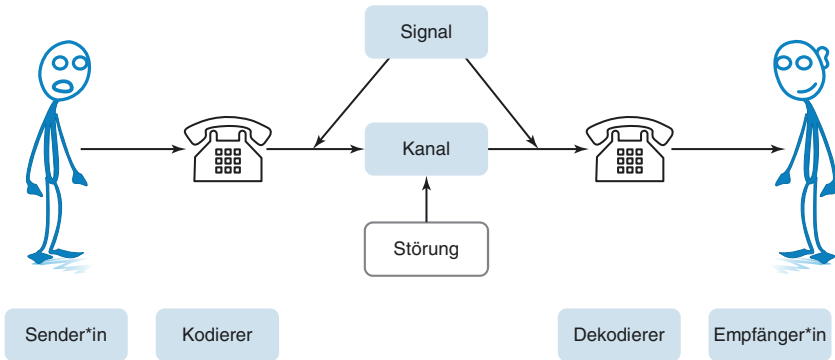 Signal
Kanal
Störung
Sender*in
Kodierer
Dekodierer
Empfänger*in